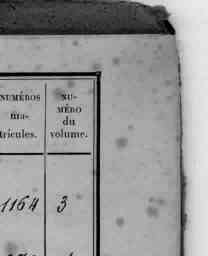 NUMÉROS
ma-
tricules.
NU-
MÉRO
du
volume.
1164 3